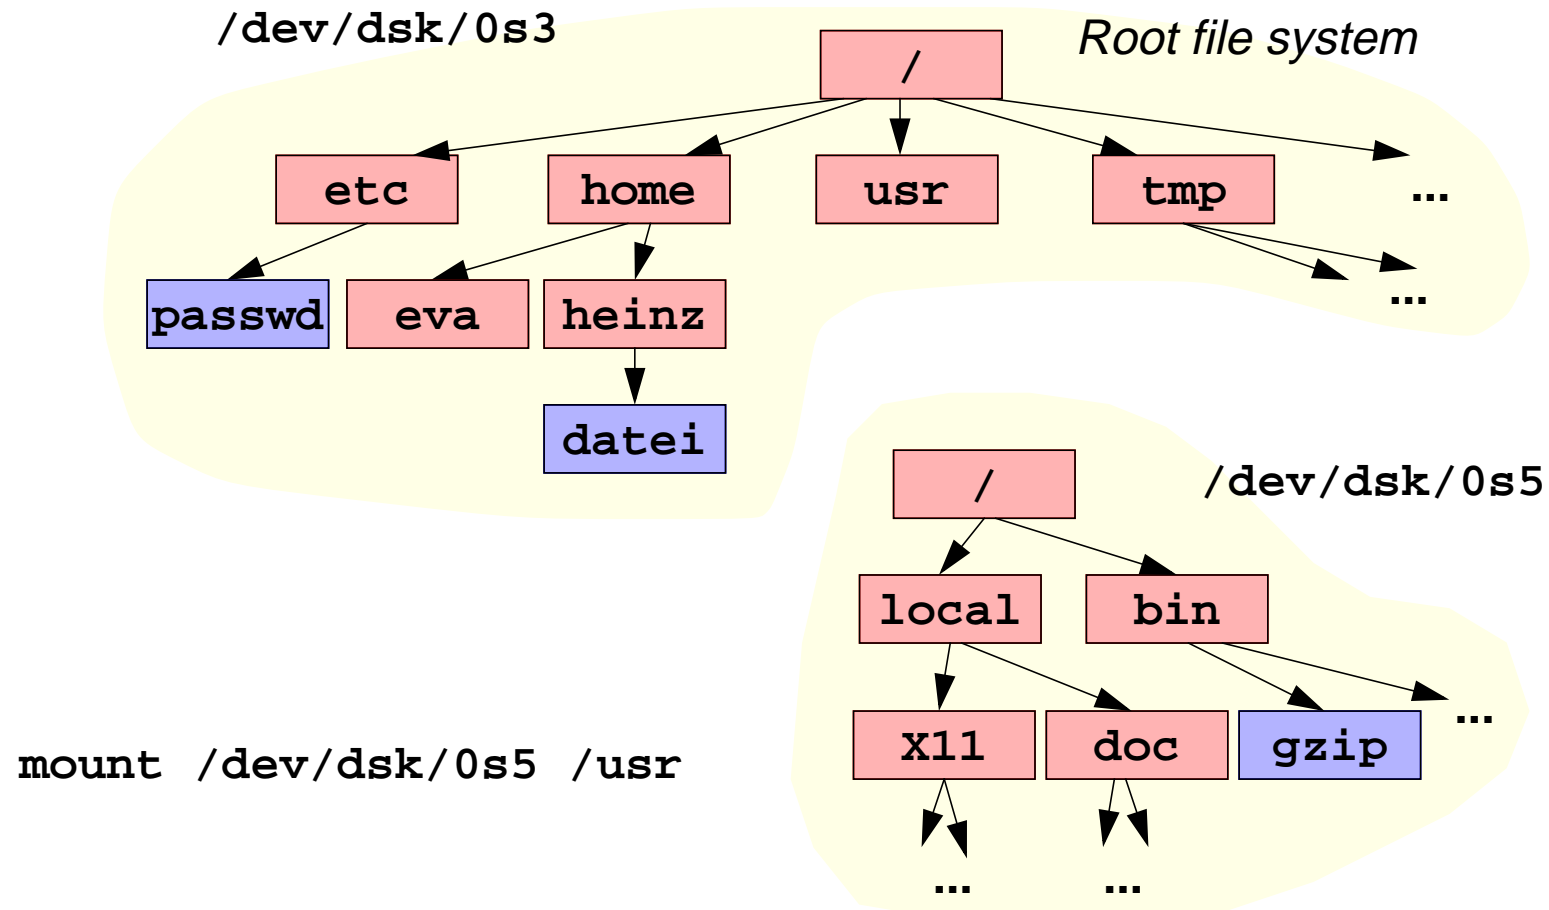 /dev/dsk/0s3
Root file system
/
etc
home
usr
tmp
...
passwd
eva
heinz
...
datei
/
/dev/dsk/0s5
local
bin
X11
doc
gzip
...
mount /dev/dsk/0s5 /usr
...
...